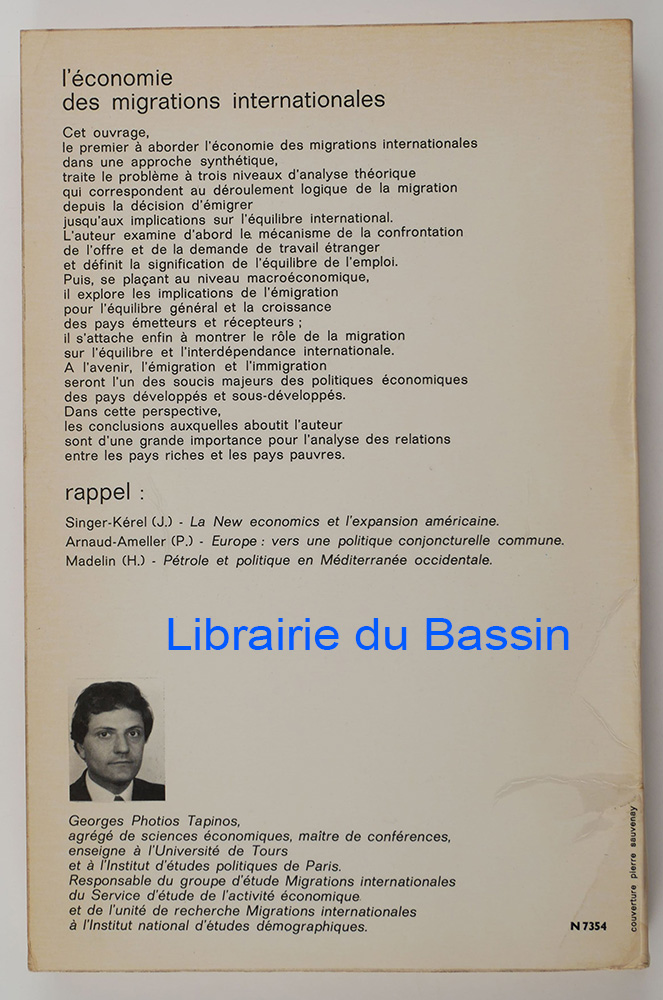 l'économie
des migrations internationales
Cet ouvrage,
le premier à aborder l'économie des migrations internationales
dans une approche synthétique,
traite le problème à trois niveaux d'analyse théorique
qui correspondent au déroulement logique de la migration
depuis la décision d'émigrer
jusqu'aux implications sur l'équilibre international.
L'auteur examine d'abord le mécanisme de la confrontation
de l'offre et de la demande de travail étranger
et définit la signification de l'équilibre de l'emploi.
Puis, se plaçant au niveau macroéconomique,
il explore les implications de l'émigration
pour l'équilibre général et la croissance
des pays émetteurs et récepteurs ;
il s'attache enfin à montrer le rôle de la migration
sur l'équilibre et l'interdépendance internationale.
A l'avenir, l'émigration et l'immigration
seront l'un des soucis majeurs des politiques économiques
des pays développés et sous-développés.
Dans cette perspective,
les conclusions auxquelles aboutit l'auteur
sont d'une grande importance pour l'analyse des relations
entre les pays riches et les pays pauvres.
rappel :
Singer-Kérel (J.) - La New economics et l'expansion américaine.
Arnaud-Ameller (P.) - Europe : vers une politique conjoncturelle commune.
Madelin (H.) - Pétrole et politique en Méditerranée occidentale.
Librairie du Bassin
Georges Photios Tapinos,
agrégé de sciences économiques, maître de conférences,
enseigne à l'Université de Tours
et à l'Institut d'études politiques de Paris.
Responsable du groupe d'étude Migrations internationales
du Service d'étude de l'activité économique
et de l'unité de recherche Migrations internationales
à l'Institut national d'études démographiques.
N 7354
couverture pierre sauvenay